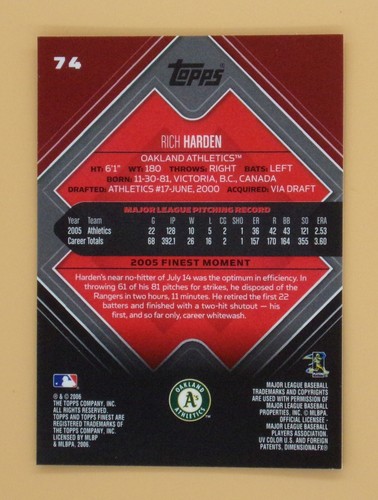 74
Topps
RICH HARDEN
OAKLAND ATHLETICS™
HT: 6'1" WT: 180 THROWS: RIGHT BATS: LEFT
BORN: 11-30-81, VICTORIA, B.C., CANADA
DRAFTED: ATHLETICS #17-JUNE, 2000 ACQUIRED: VIA DRAFT
MAJOR LEAGUE PITCHING RECORD
Year Team G IP W L CG SHO SV H ER R BB SO ERA
2005 Athletics 22 128 10 5 2 1 0 36 42 43 121 2.53
Career Totals 68 392.1 26 16 2 1 0 157 170 164 355 3.60
2005 FINEST MOMENT
Harden's near no-hitter of July 14 was the optimum in efficiency. In
throwing 61 of his 81 pitches for strikes, he disposed of the
Rangers in two hours, 11 minutes. He retired the first 22
batters and finished with a two-hit shutout — his
first, and so far only, career whitewash.
® & © 2006
THE TOPPS COMPANY, INC.
ALL RIGHTS RESERVED.
TOPPS AND TOPPS FINEST ARE
REGISTERED TRADEMARKS OF
THE TOPPS COMPANY, INC.
LICENSED BY MLBP
& MLBPA, 2006.
OAKLAND
A's
ATHLETICS
MAJOR LEAGUE BASEBALL
TRADEMARKS AND COPYRIGHTS
ARE USED WITH PERMISSION OF
MAJOR LEAGUE BASEBALL
PROPERTIES, INC. © MLBPA.
OFFICIAL LICENSEE -
MAJOR LEAGUE BASEBALL
PLAYERS ASSOCIATION.
UV COLOR U.S. AND FOREIGN
PATENTS, DIMENSIONALFX®